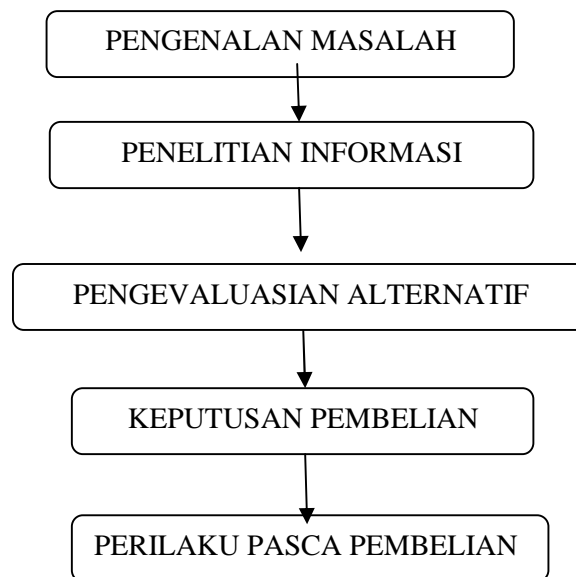 PENGENALAN MASALAH
PENELITIAN INFORMASI
PENGEVALUASIAN ALTERNATIF
KEPUTUSAN PEMBELIAN
PERILAKU PASCA PEMBELIAN